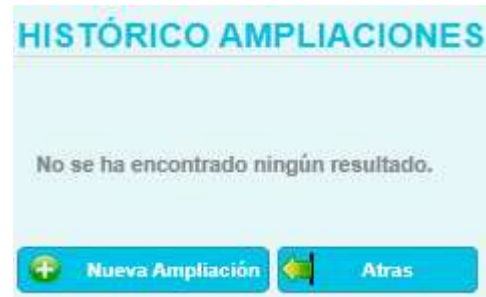 HISTÓRICO AMPLIACIONES
No se ha encontrado ningún resultado.
Nueva Ampliación
Atras